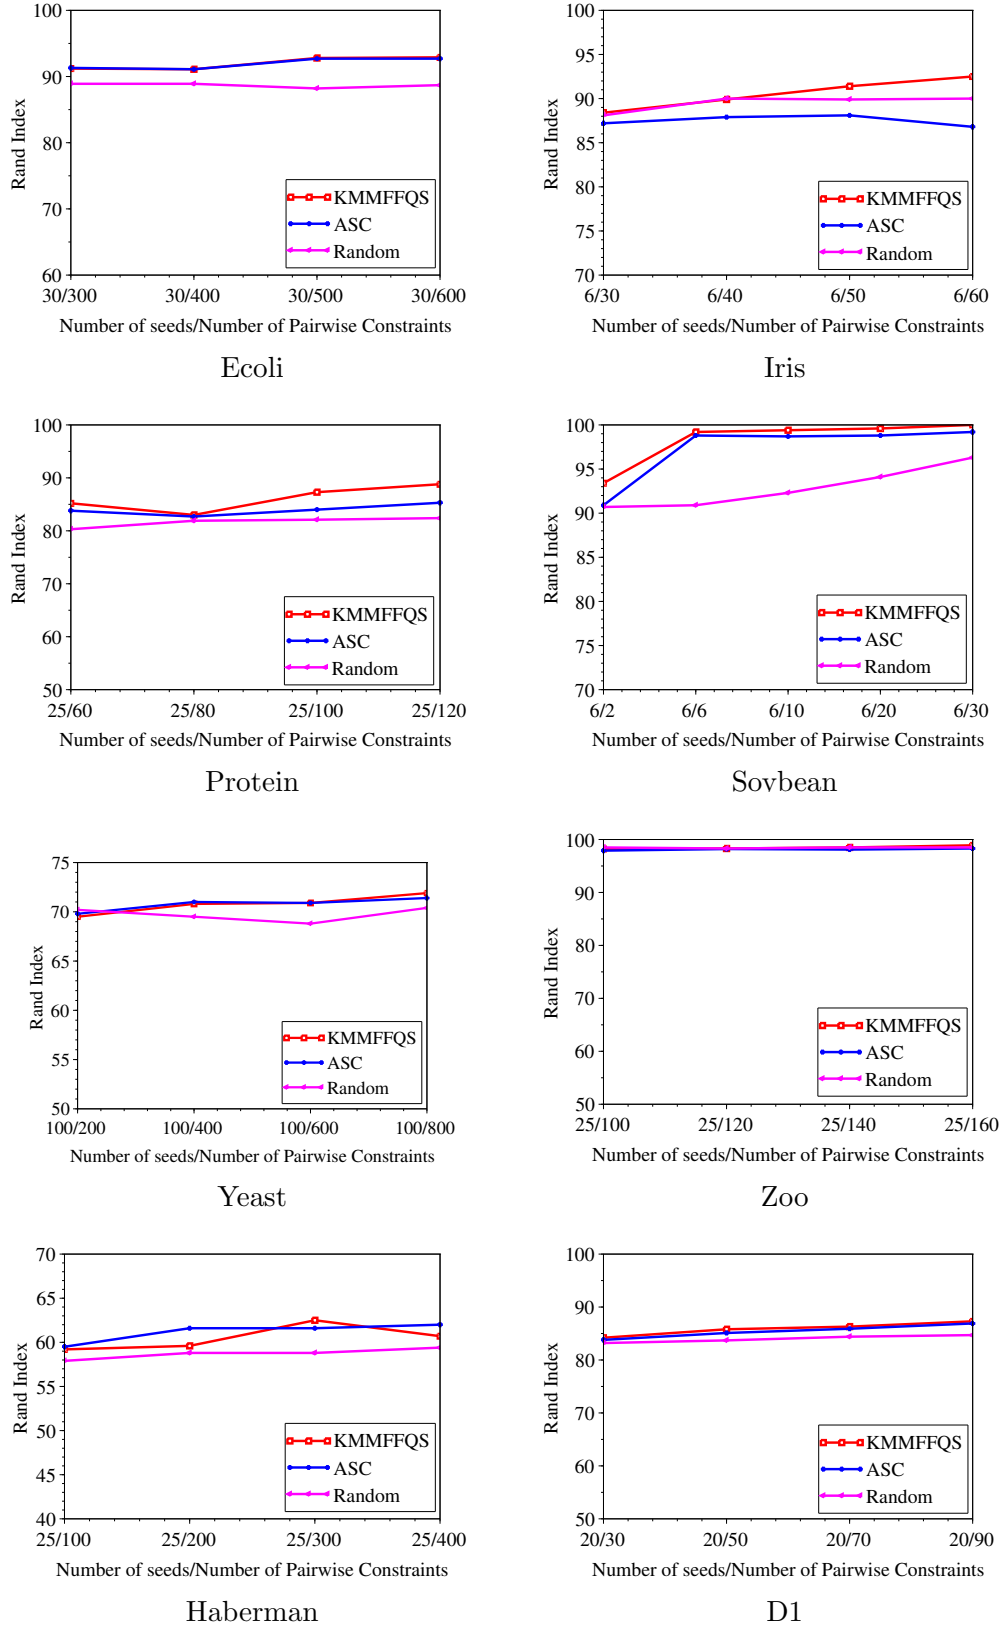 100
90
80
70
60
Rand Index
KMMFFQS
ASC
Random
30/300 30/400 30/500 30/600
Number of seeds/Number of Pairwise Constraints
Ecoli
100
95
90
85
80
75
70
Rand Index
KMMFFQS
ASC
Random
6/30 6/40 6/50 6/60
Number of seeds/Number of Pairwise Constraints
Iris
100
90
80
70
60
50
Rand Index
KMMFFQS
ASC
Random
25/60 25/80 25/100 25/120
Number of seeds/Number of Pairwise Constraints
Protein
100
95
90
85
80
75
70
Rand Index
KMMFFQS
ASC
Random
6/2 6/6 6/10 6/20 6/30
Number of seeds/Number of Pairwise Constraints
Sovbean
75
70
65
60
55
50
Rand Index
KMMFFQS
ASC
Random
100/200 100/400 100/600 100/800
Number of seeds/Number of Pairwise Constraints
Yeast
100
90
80
70
60
50
Rand Index
KMMFFQS
ASC
Random
25/100 25/120 25/140 25/160
Number of seeds/Number of Pairwise Constraints
Zoo
70
65
60
55
50
45
40
Rand Index
KMMFFQS
ASC
Random
25/100 25/200 25/300 25/400
Number of seeds/Number of Pairwise Constraints
Haberman
100
90
80
70
60
50
Rand Index
KMMFFQS
ASC
Random
20/30 20/50 20/70 20/90
Number of seeds/Number of Pairwise Constraints
D1